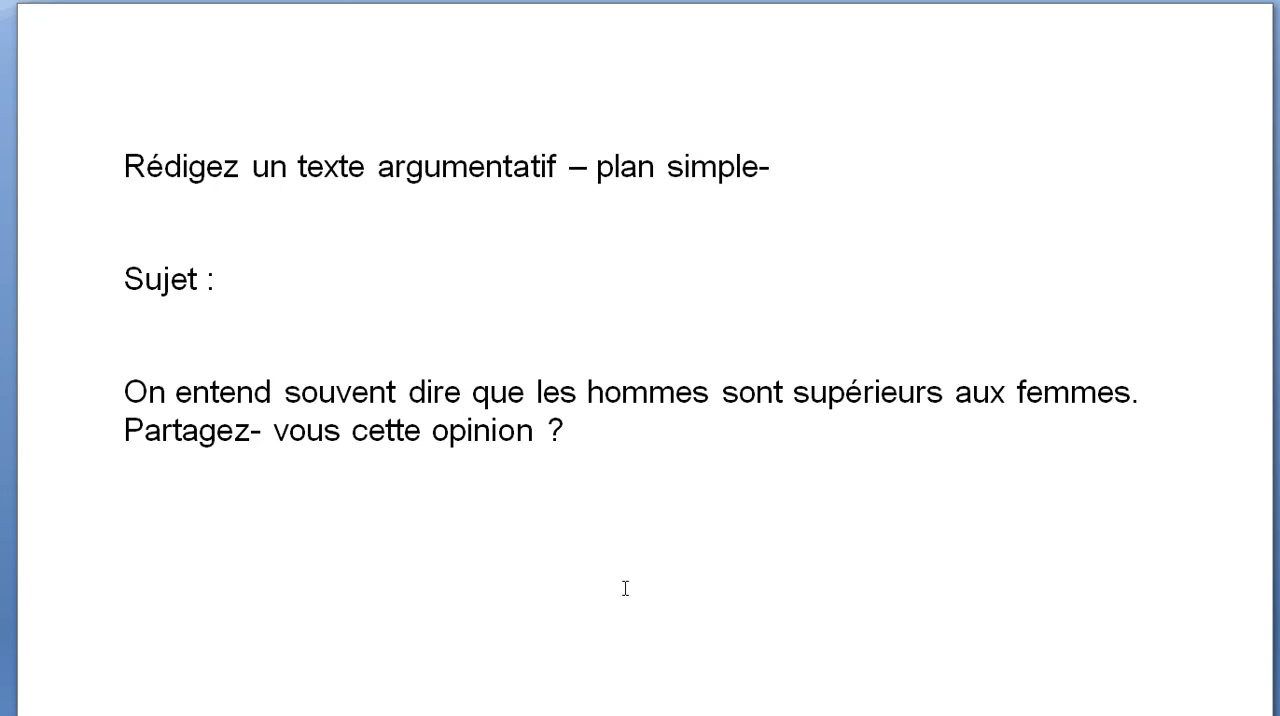 Rédigez un texte argumentatif – plan simple-
Sujet :
On entend souvent dire que les hommes sont supérieurs aux femmes.
Partagez- vous cette opinion ?